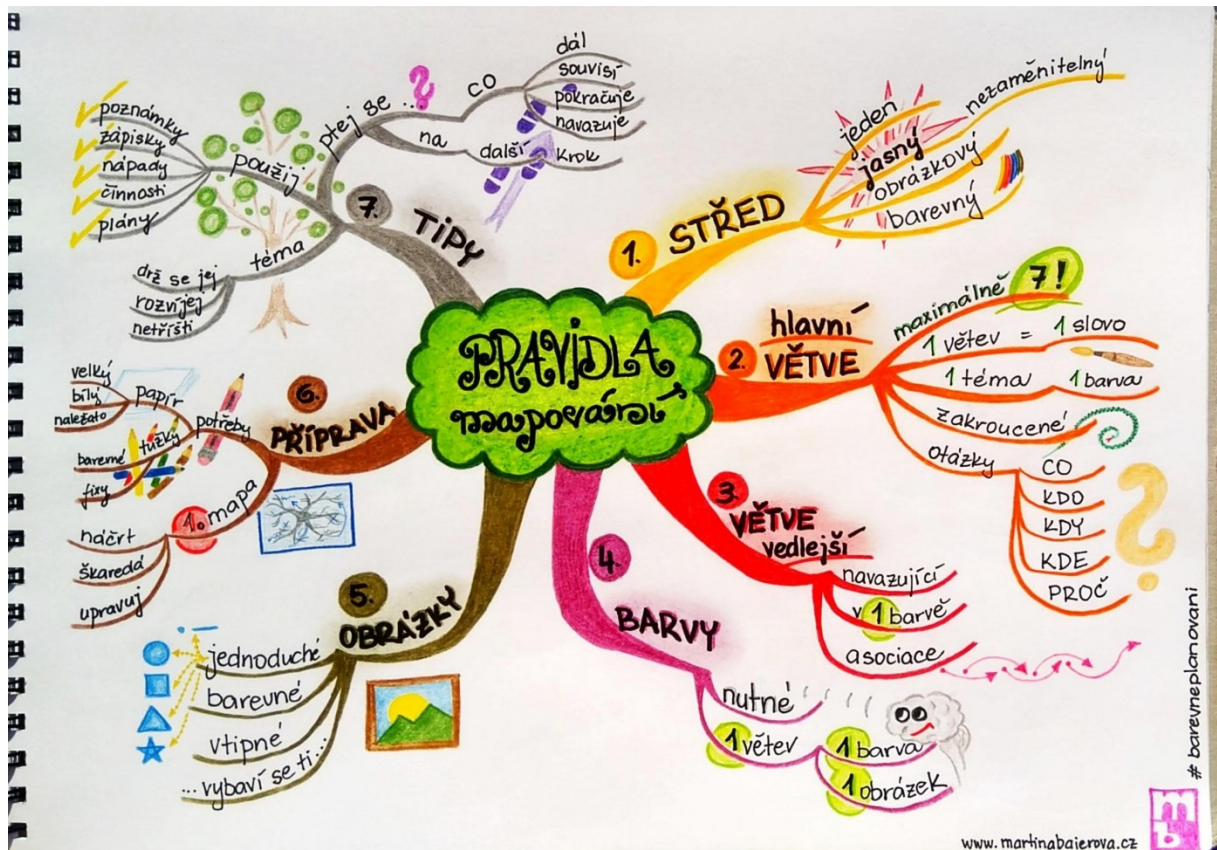 PRAVIDLA
mapování
1. STŘED
jeden
jasný
nezaměnitelný
obrázkový
barevný
2. hlavní
VĚTVE
maximálně 7!
1 větev = 1 slovo
1 téma 1 barva
zakroucené
otázky
CO
KDO
KDY
KDE
PROČ
?
3.
VĚTVE
vedlejší
navazující
v 1 barvě
asociace
4.
BARVY
nutné
1 větev
1 barva
1 obrázek
5.
OBRÁZKY
jednoduché
barevné
vtipné
...vybaví se ti...
6.
PŘÍPRAVA
potřeby
papír
velký
bílý
naležato
tužky
barevné
fixy
1. mapa
náčrt
škaredá
upravuj
7.
TIPY
použij
poznámky
zápisky
nápady
činnosti
plány
ptej se ..?
CO
dál
souvisí
pokračuje
navazuje
na další krok
téma
drž se jej
rozvíjej
netříšti
# barevneplanovani
mb
www.martinabaierova.cz